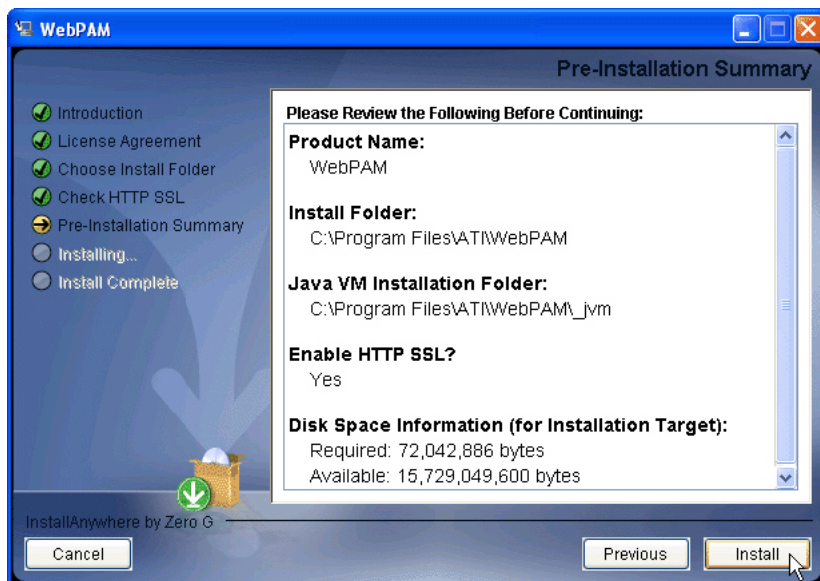 WebPAM
Pre-Installation Summary
Introduction
License Agreement
Choose Install Folder
Check HTTP SSL
Pre-Installation Summary
Installing...
Install Complete
Please Review the Following Before Continuing:
Product Name:
WebPAM
Install Folder:
C:\Program Files\ATI\WebPAM
Java VM Installation Folder:
C:\Program Files\ATI\WebPAM\_jvm
Enable HTTP SSL?
Yes
Disk Space Information (for Installation Target):
Required: 72,042,886 bytes
Available: 15,729,049,600 bytes
InstallAnywhere by Zero G
Cancel
Previous
Install